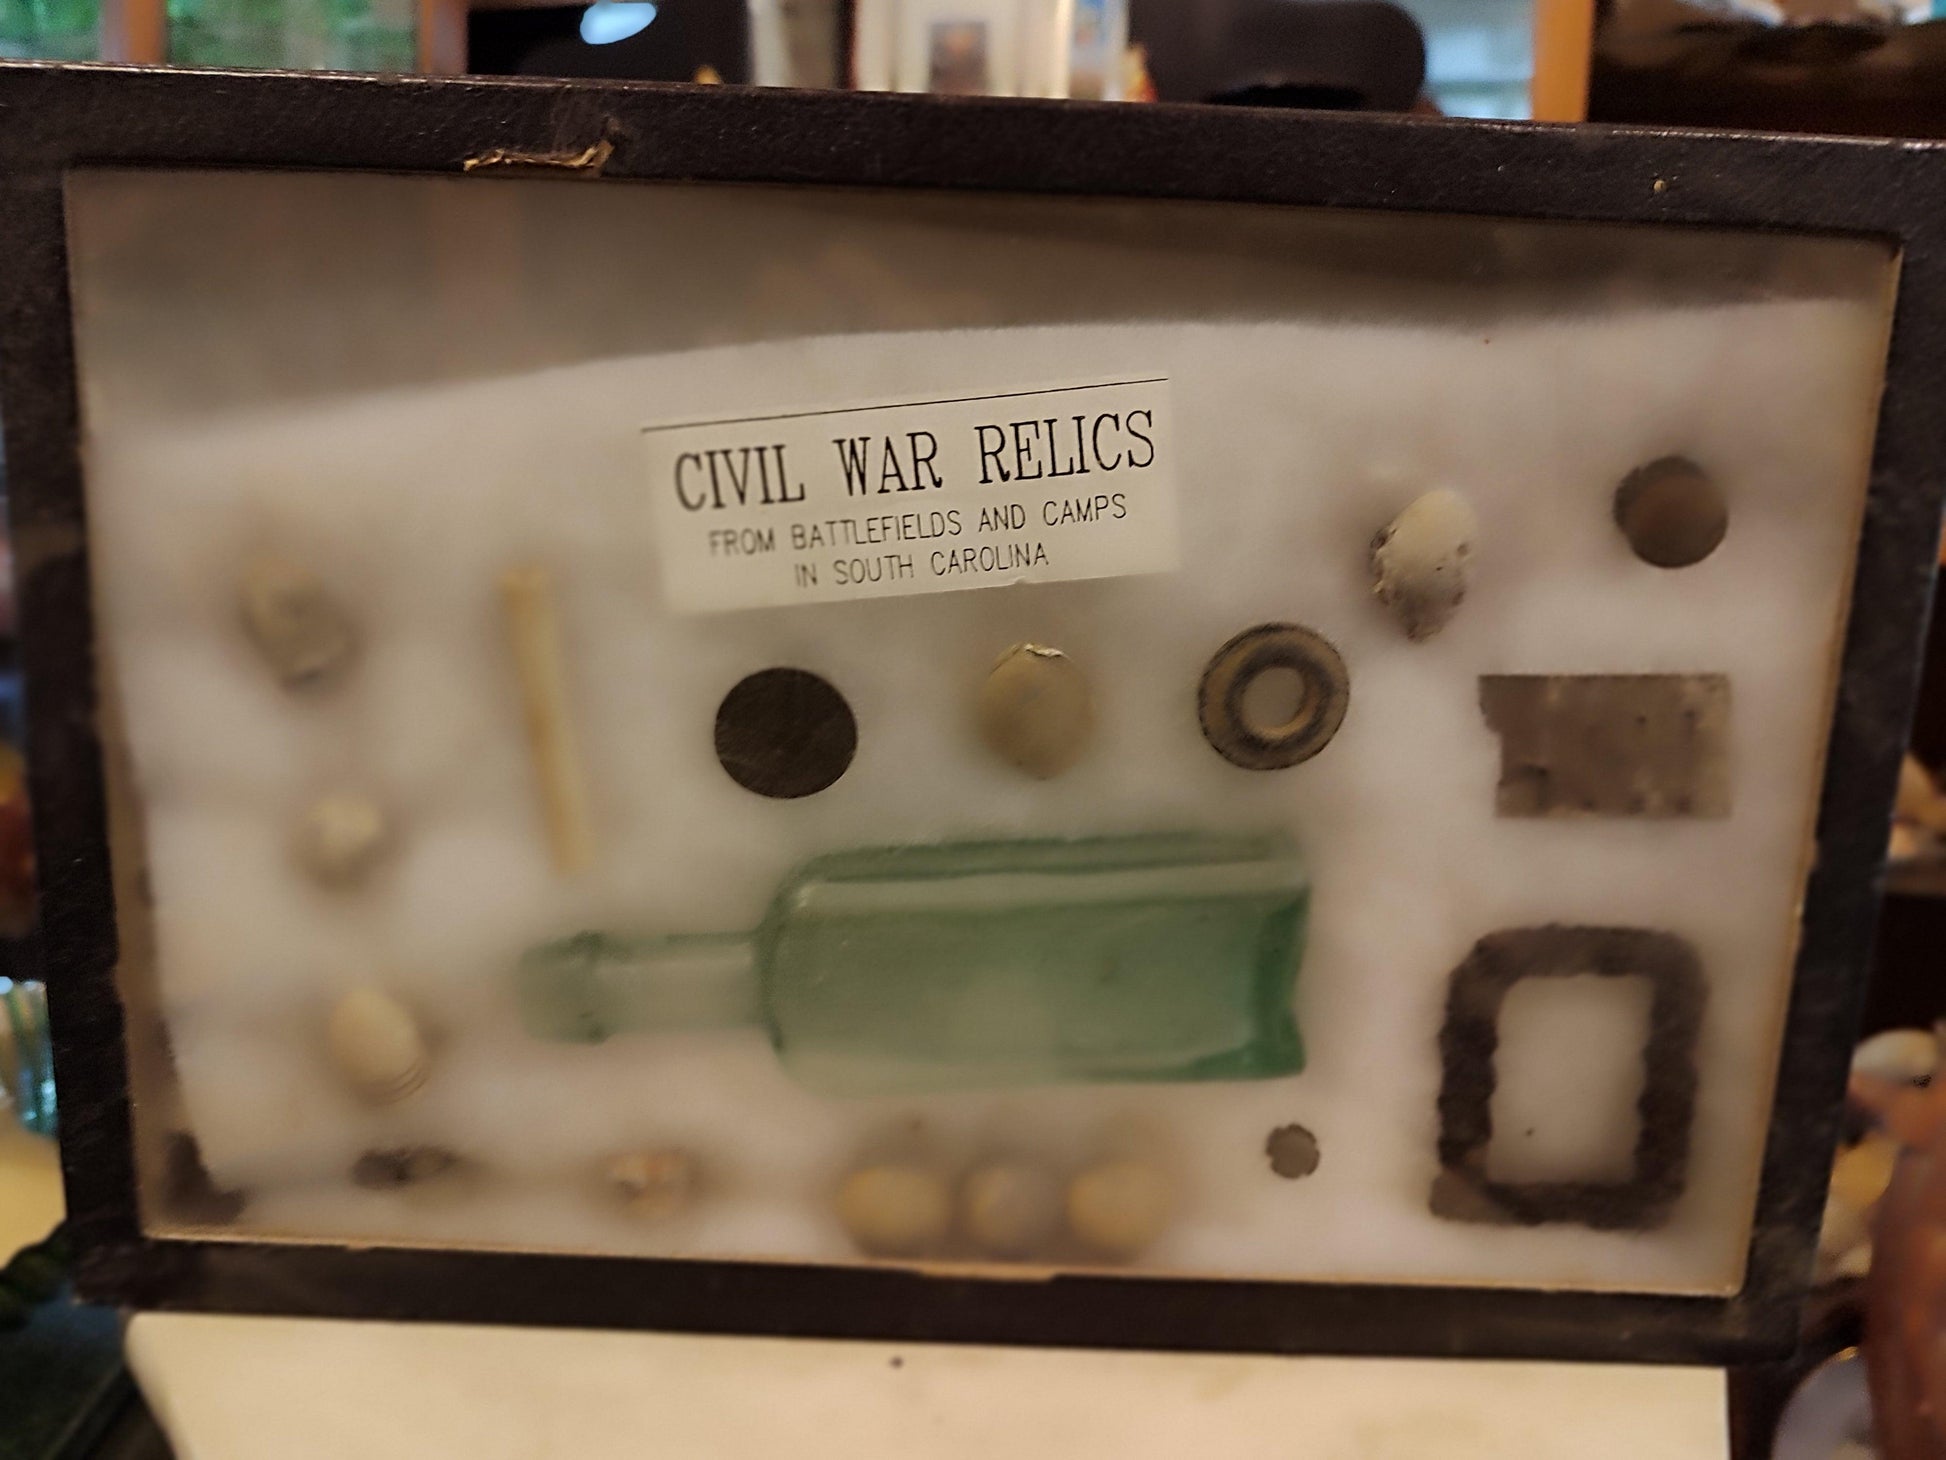 CIVIL WAR RELICS
FROM BATTLEFIELDS AND CAMPS
IN SOUTH CAROLINA